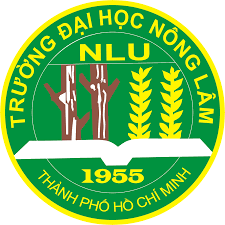 TRƯỜNG ĐẠI HỌC NÔNG LÂM
NLU
1955
THÀNH PHỐ HỒ CHÍ MINH